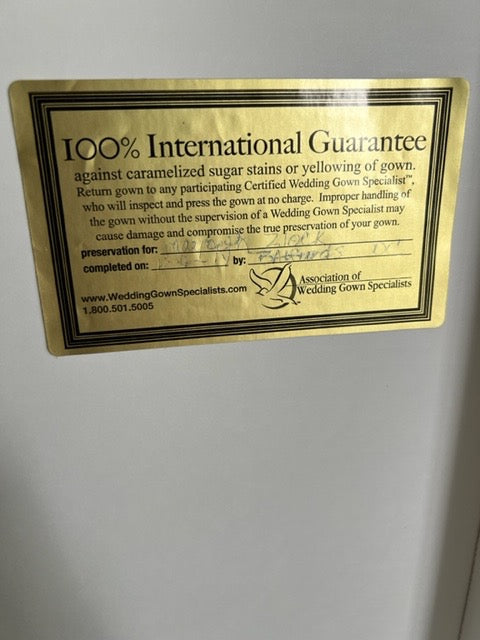 100% International Guarantee
against caramelized sugar stains or yellowing of gown.
Return gown to any participating Certified Wedding Gown Specialist™,
who will inspect and press the gown at no charge. Improper handling of
the gown without the supervision of a Wedding Gown Specialist may
cause damage and compromise the true preservation of your gown.
preservation for:
completed on: by:
www.WeddingGownSpecialists.com
1.800.501.5005
Association of
Wedding Gown Specialists